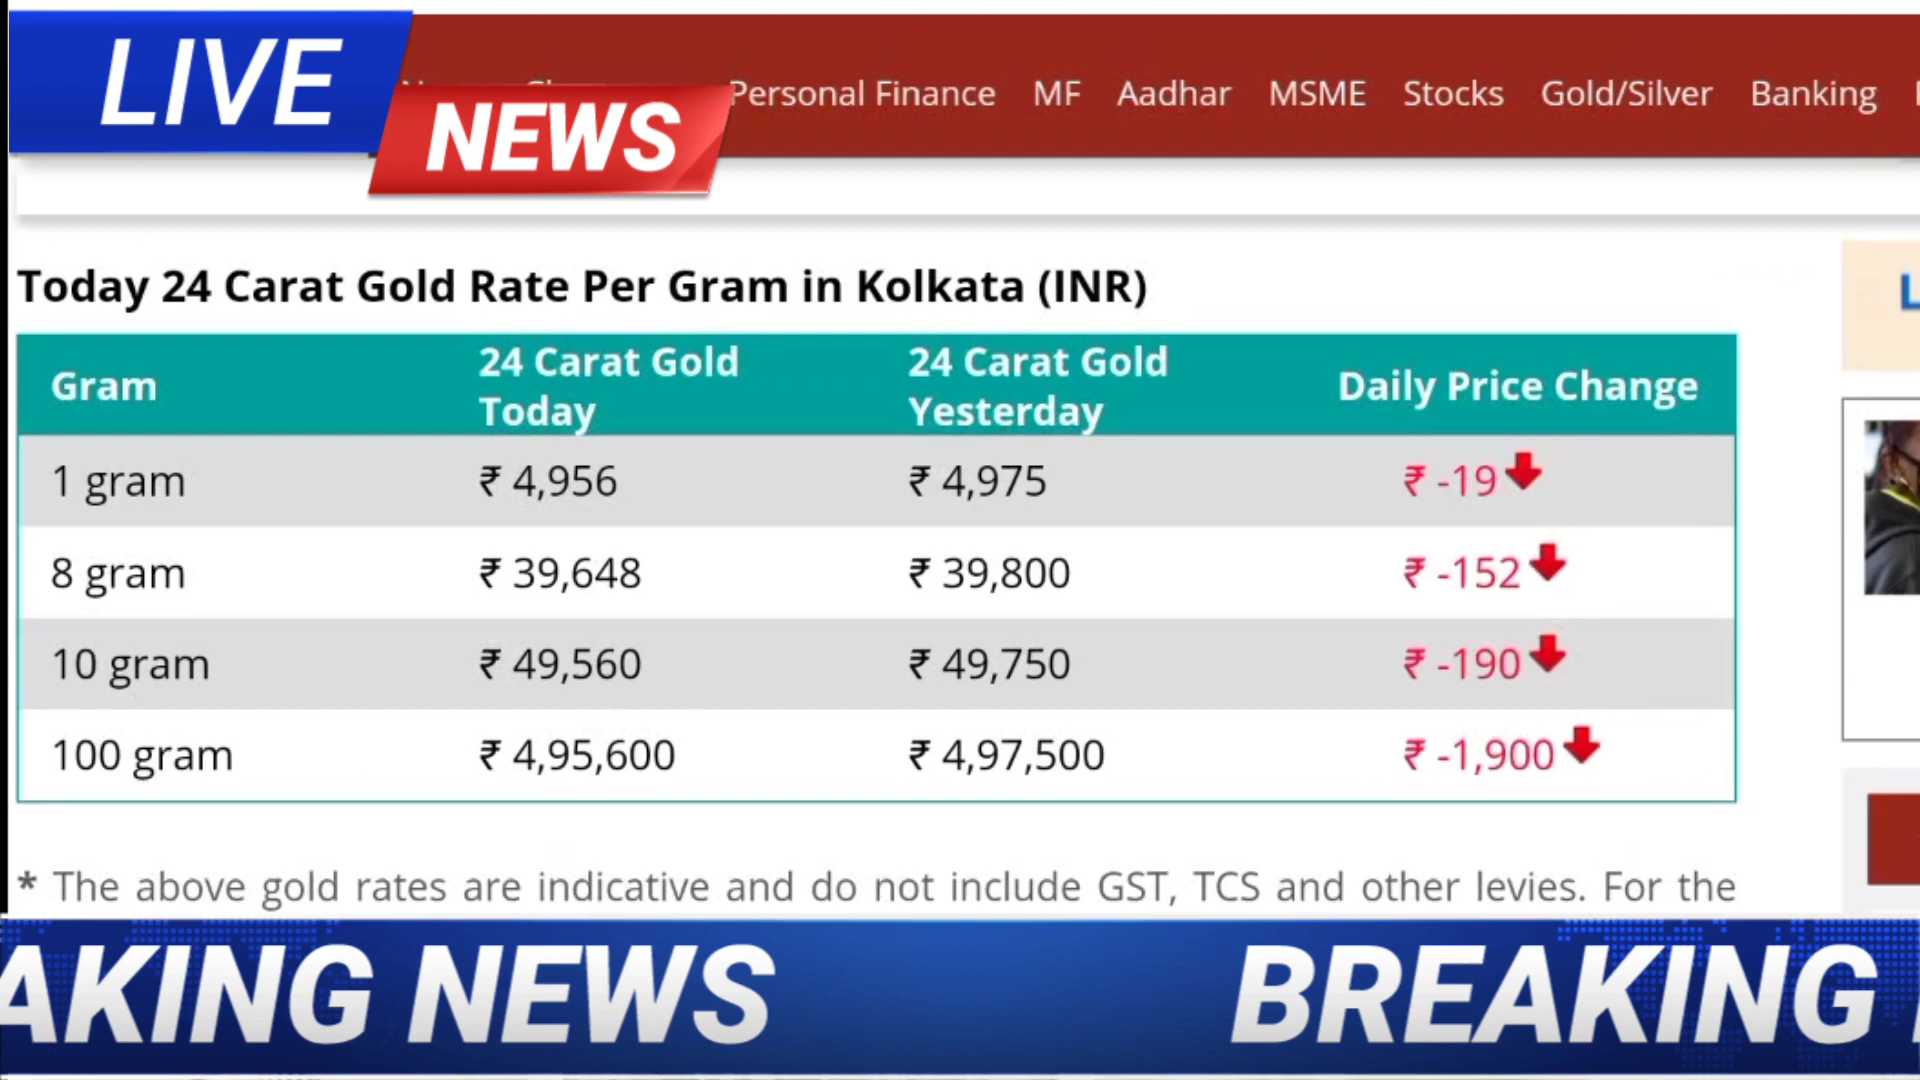 LIVE
NEWS
Personal Finance MF Aadhar MSME Stocks Gold/Silver Banking
Today 24 Carat Gold Rate Per Gram in Kolkata (INR)
Gram 24 Carat Gold Today 24 Carat Gold Yesterday Daily Price Change
1 gram ₹ 4,956 ₹ 4,975 ₹ -19
8 gram ₹ 39,648 ₹ 39,800 ₹ -152
10 gram ₹ 49,560 ₹ 49,750 ₹ -190
100 gram ₹ 4,95,600 ₹ 4,97,500 ₹ -1,900
* The above gold rates are indicative and do not include GST, TCS and other levies. For the
AKING NEWS BREAKING